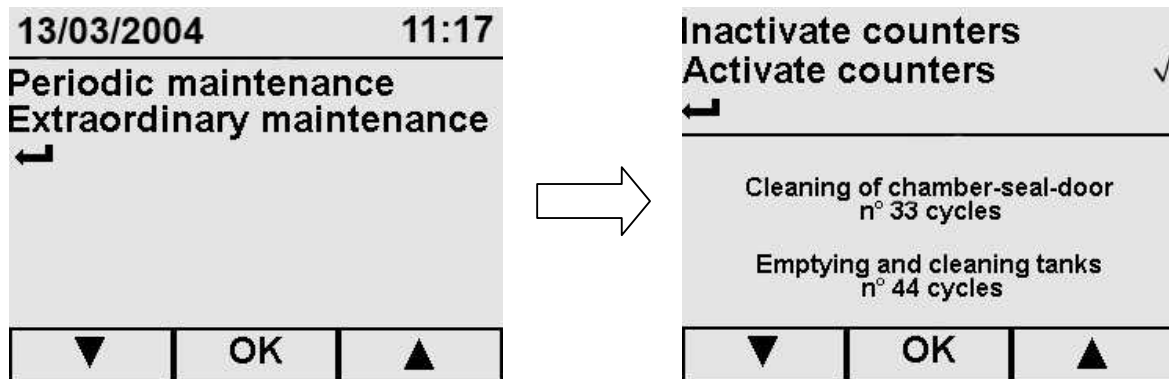 13/03/2004 11:17
Periodic maintenance
Extraordinary maintenance
OK
Inactivate counters
Activate counters √
Cleaning of chamber-seal-door
n° 33 cycles
Emptying and cleaning tanks
n° 44 cycles
OK